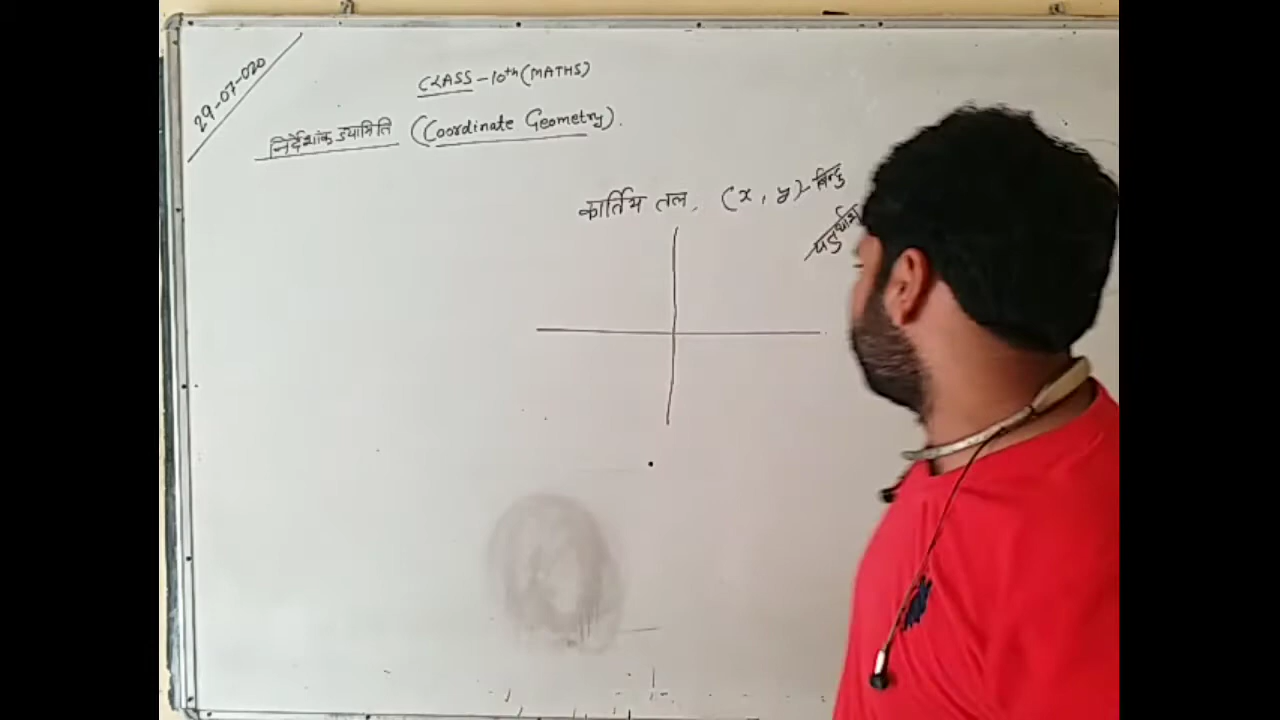 29-07-020
CLASS-10th (MATHS)
निर्देशांक ज्यामिति (Coordinate Geometry).
कार्तिय तल, (x, y)-बिन्दु